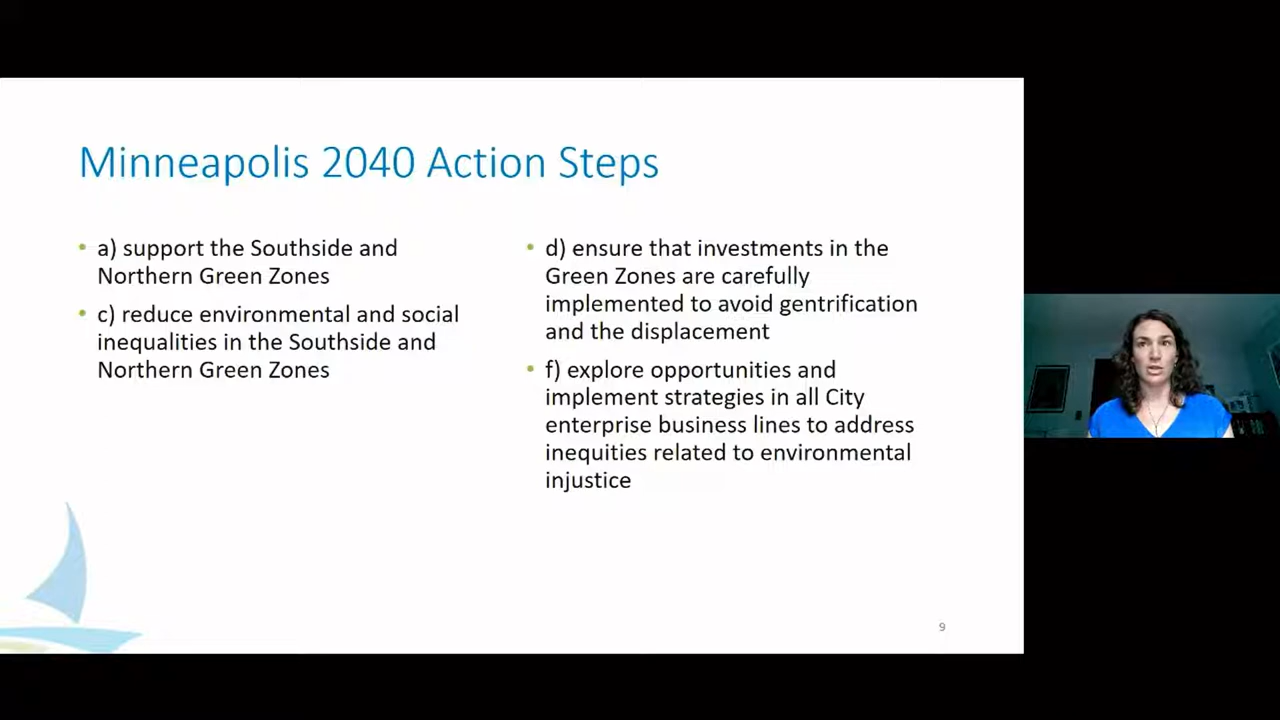 Minneapolis 2040 Action Steps
• a) support the Southside and
Northern Green Zones
• c) reduce environmental and social
inequalities in the Southside and
Northern Green Zones
• d) ensure that investments in the
Green Zones are carefully
implemented to avoid gentrification
and the displacement
• f) explore opportunities and
implement strategies in all City
enterprise business lines to address
inequities related to environmental
injustice
9